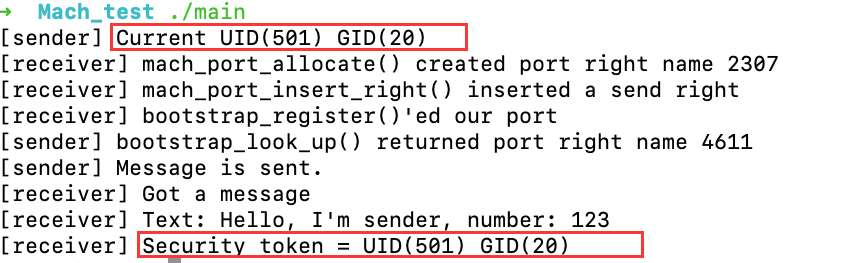 → Mach_test ./main
[sender] Current UID(501) GID(20)
[receiver] mach_port_allocate() created port right name 2307
[receiver] mach_port_insert_right() inserted a send right
[receiver] bootstrap_register()'ed our port
[sender] bootstrap_look_up() returned port right name 4611
[sender] Message is sent.
[receiver] Got a message
[receiver] Text: Hello, I'm sender, number: 123
[receiver] Security token = UID(501) GID(20)